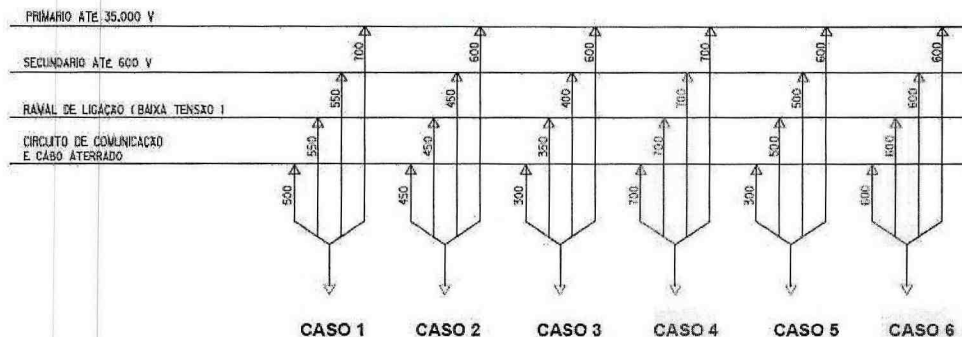 PRIMARIO ATÉ 35.000 V
SECUNDARIO ATÉ 600 V
RAMAL DE LIGAÇÃO (BAIXA TENSÃO)
CIRCUITO DE COMUNICAÇÃO
E CABO ATERRADO
500 550 550 700
450 450 450 600
300 350 400 600
700 700 700 700
300 500 500 600
600 600 600 600
CASO 1 CASO 2 CASO 3 CASO 4 CASO 5 CASO 6